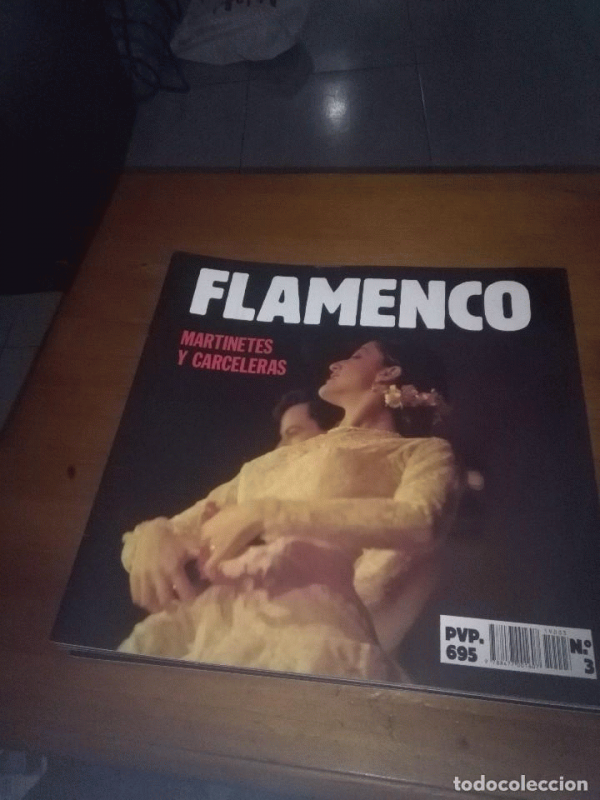 FLAMENCO
MARTINETES
Y CARCELERAS
PVP.
695
N.º
3
todocoleccion